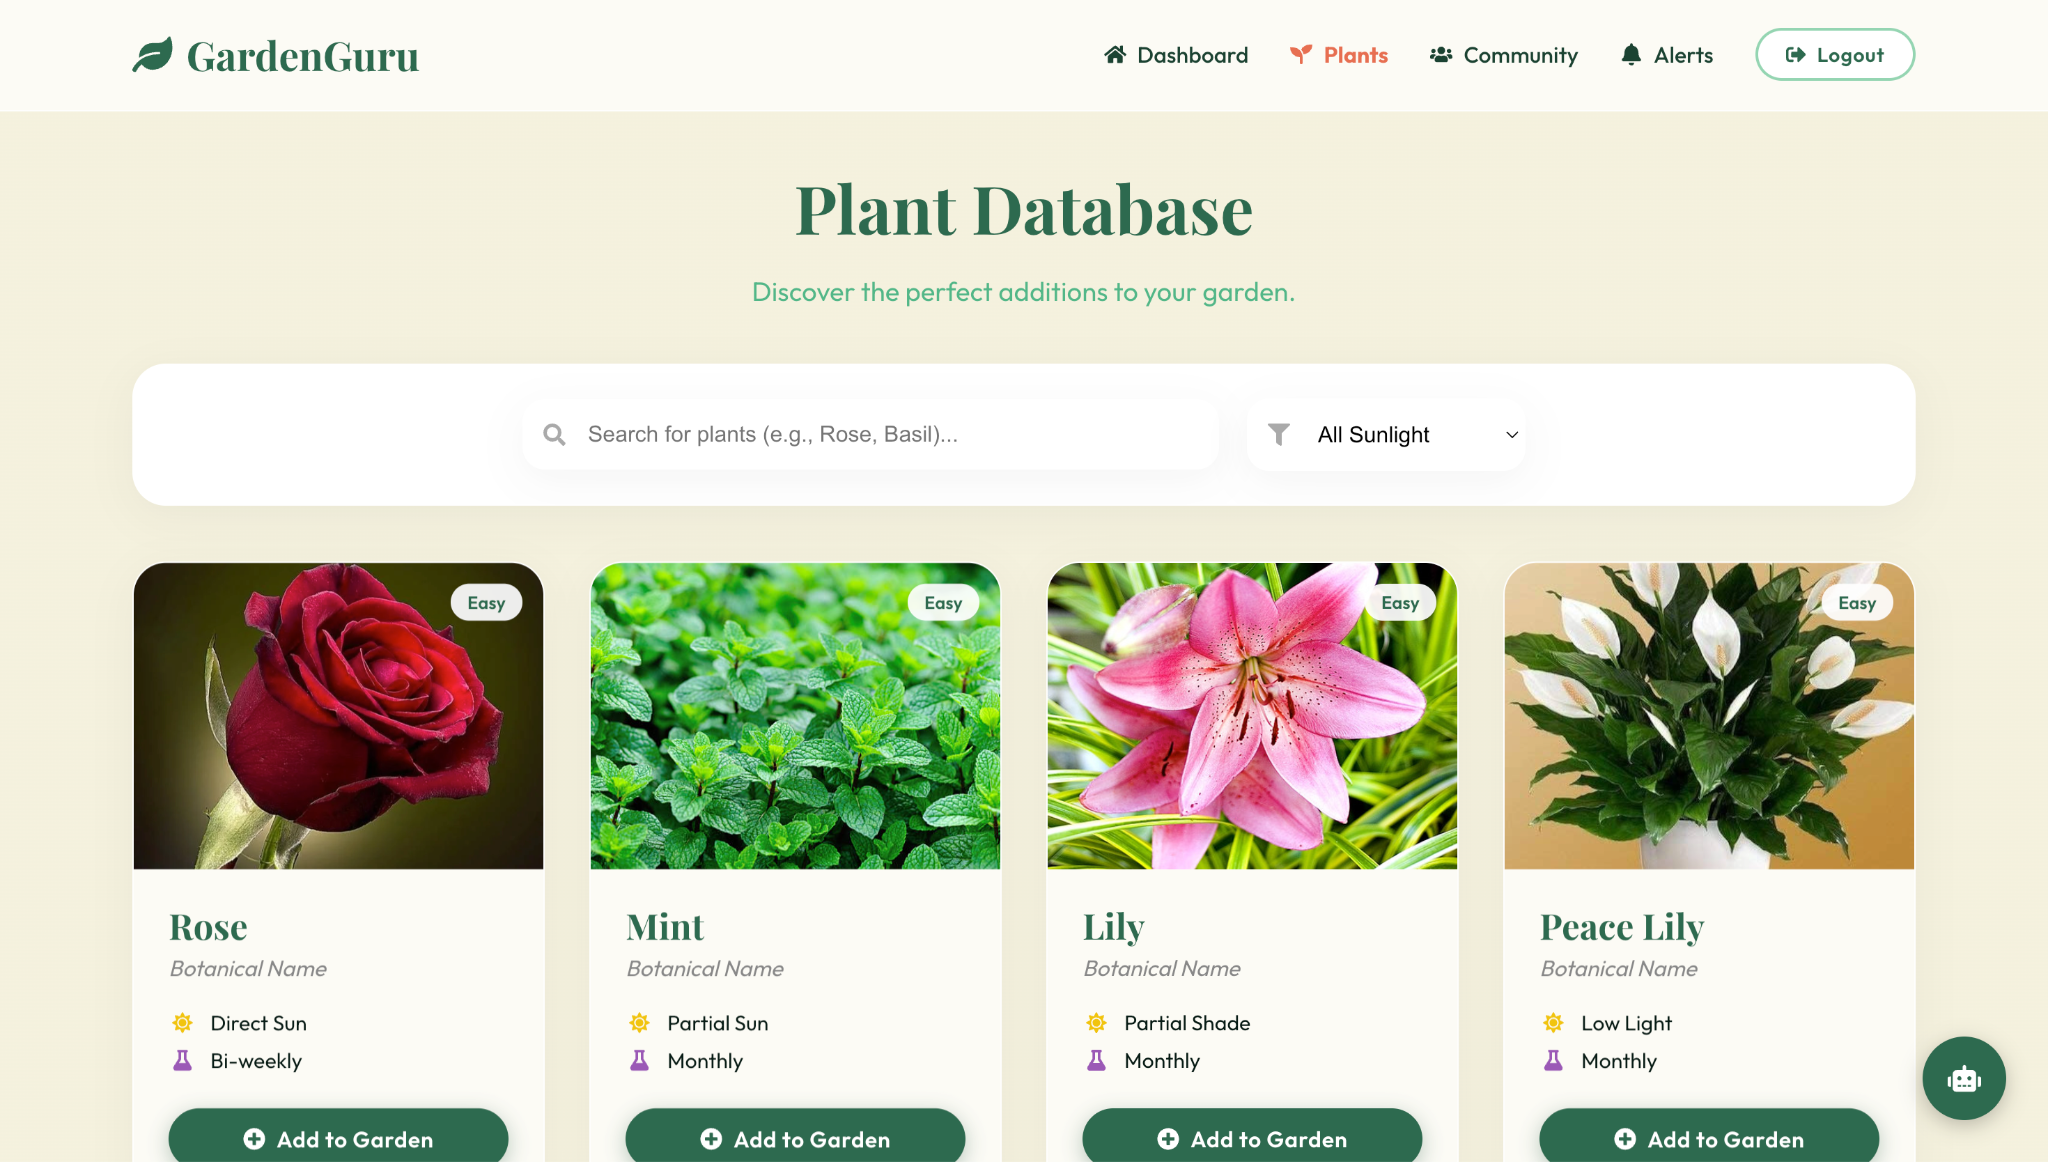 GardenGuru
Dashboard
Plants
Community
Alerts
Logout
Plant Database
Discover the perfect additions to your garden.
Search for plants (e.g., Rose, Basil)...
All Sunlight
Easy
Rose
Botanical Name
Direct Sun
Bi-weekly
Add to Garden
Easy
Mint
Botanical Name
Partial Sun
Monthly
Add to Garden
Easy
Lily
Botanical Name
Partial Shade
Monthly
Add to Garden
Easy
Peace Lily
Botanical Name
Low Light
Monthly
Add to Garden